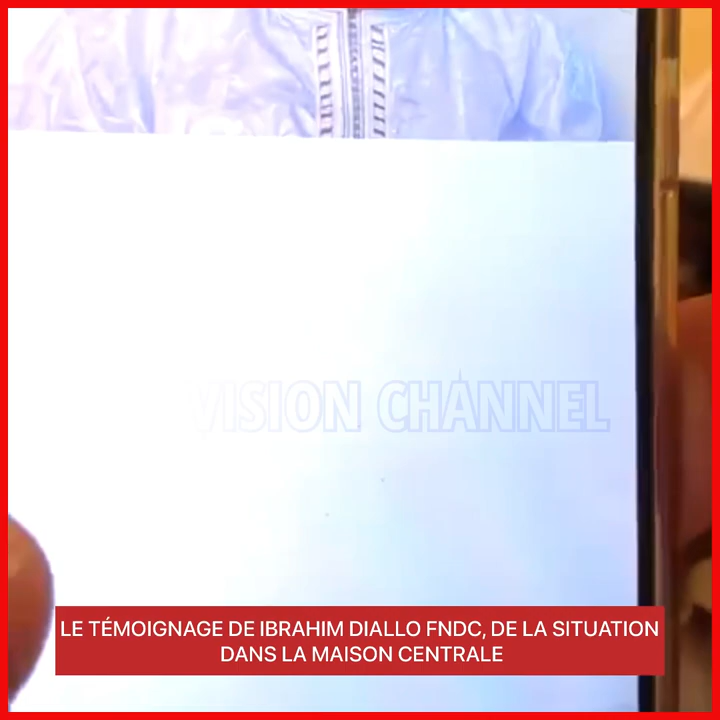 VISION CHANNEL
LE TÉMOIGNAGE DE IBRAHIM DIALLO FNDC, DE LA SITUATION
DANS LA MAISON CENTRALE